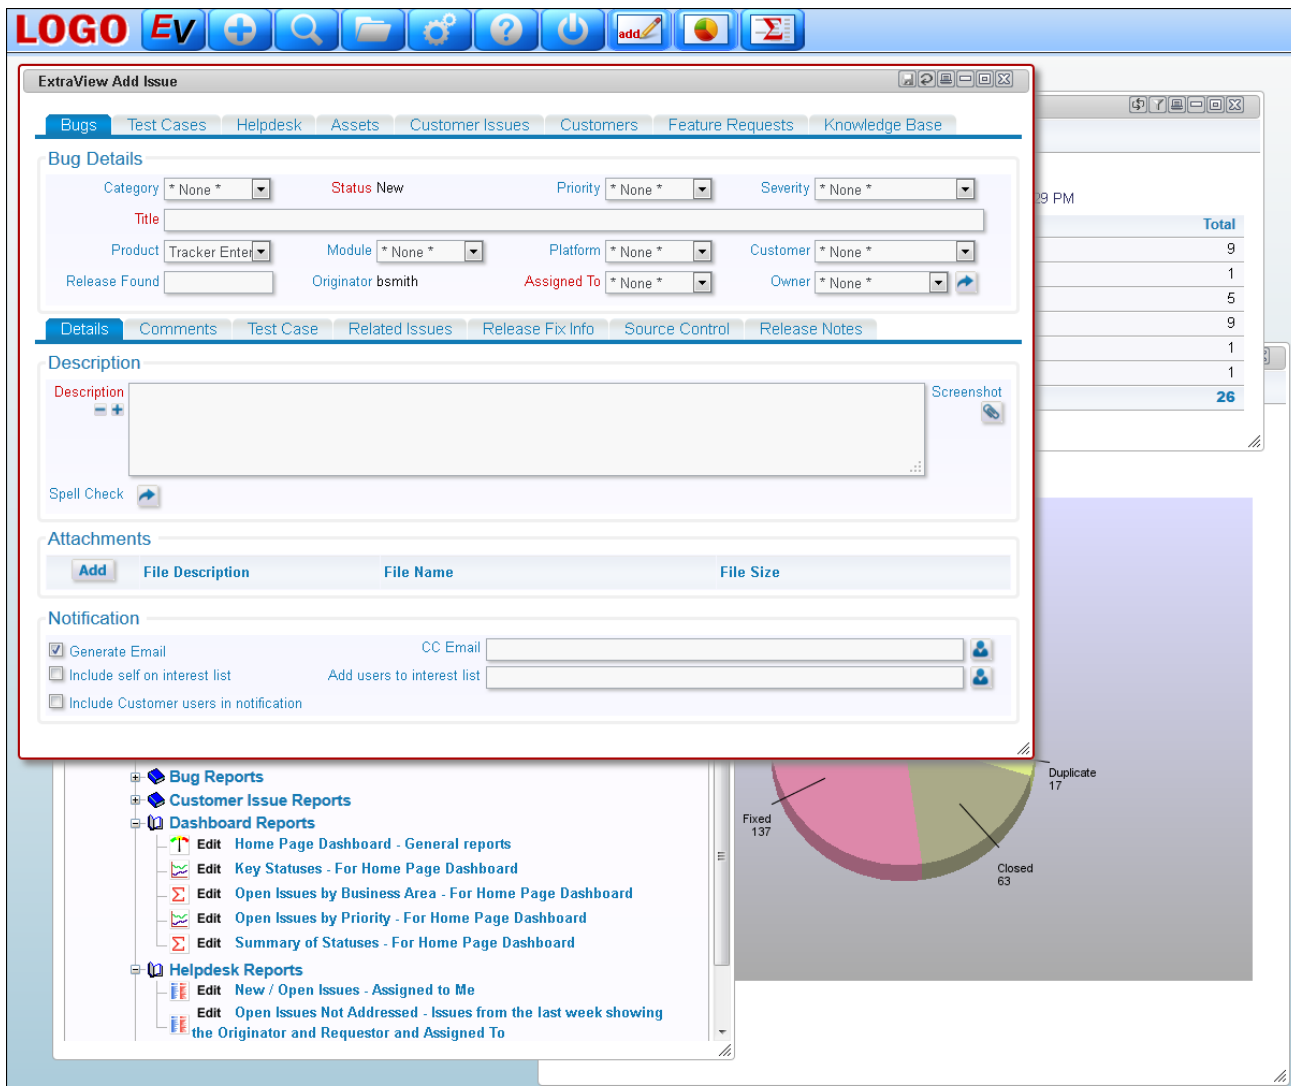 LOGO EV add Σ
ExtraView Add Issue
Bugs Test Cases Helpdesk Assets Customer Issues Customers Feature Requests Knowledge Base
Bug Details
Category * None * Status New Priority * None * Severity * None *
Title
Product Tracker Enter Module * None * Platform * None * Customer * None *
Release Found Originator bsmith Assigned To * None * Owner * None *
Details Comments Test Case Related Issues Release Fix Info Source Control Release Notes
Description
Description Screenshot
Spell Check
Attachments
Add File Description File Name File Size
Notification
Generate Email CC Email
Include self on interest list Add users to interest list
Include Customer users in notification
29 PM
Total
9
1
5
9
1
1
26
Bug Reports
Customer Issue Reports
Dashboard Reports
Edit Home Page Dashboard - General reports
Edit Key Statuses - For Home Page Dashboard
Edit Open Issues by Business Area - For Home Page Dashboard
Edit Open Issues by Priority - For Home Page Dashboard
Edit Summary of Statuses - For Home Page Dashboard
Helpdesk Reports
Edit New / Open Issues - Assigned to Me
Edit Open Issues Not Addressed - Issues from the last week showing
the Originator and Requestor and Assigned To
Duplicate
17
Fixed
137
Closed
63